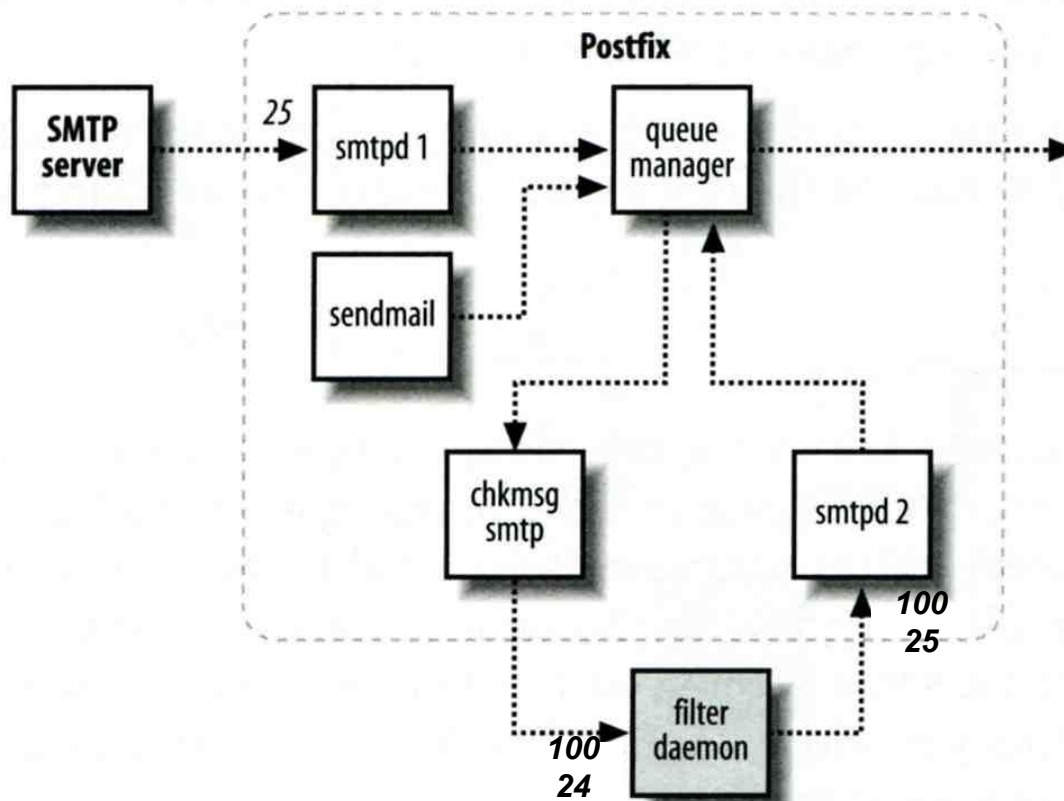 Postfix
SMTP
server
25
smtpd 1
queue
manager
sendmail
chkmsg
smtp
smtpd 2
100
25
filter
daemon
100
24